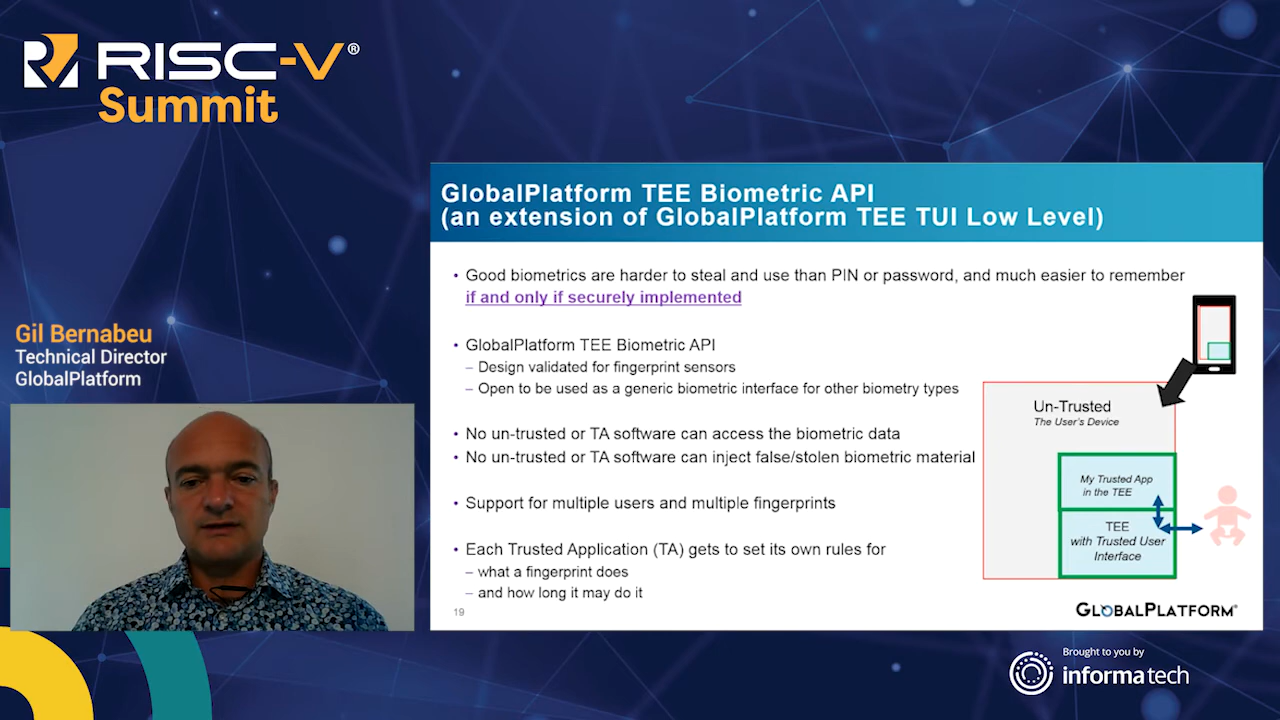 RISC-V®
Summit
Gil Bernabeu
Technical Director
GlobalPlatform
GlobalPlatform TEE Biometric API
(an extension of GlobalPlatform TEE TUI Low Level)
• Good biometrics are harder to steal and use than PIN or password, and much easier to remember
if and only if securely implemented
• GlobalPlatform TEE Biometric API
– Design validated for fingerprint sensors
– Open to be used as a generic biometric interface for other biometry types
• No un-trusted or TA software can access the biometric data
• No un-trusted or TA software can inject false/stolen biometric material
• Support for multiple users and multiple fingerprints
• Each Trusted Application (TA) gets to set its own rules for
– what a fingerprint does
– and how long it may do it
Un-Trusted
The User's Device
My Trusted App
in the TEE
TEE
with Trusted User
Interface
19
GLOBALPLATFORM®
Brought to you by
informa tech